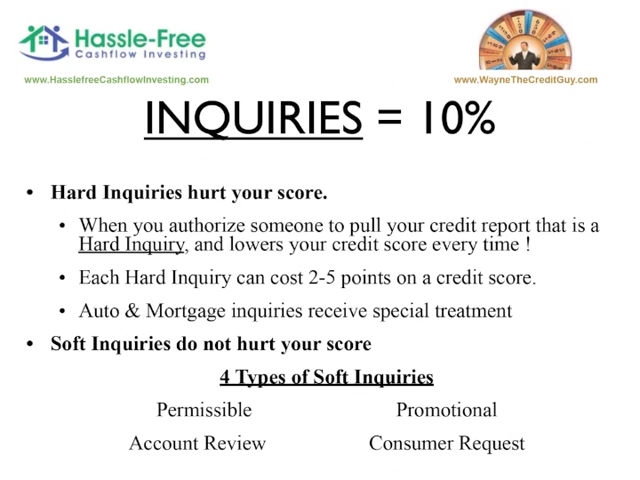 Hassle-Free
Cashflow Investing
www.HasslefreeCashflowInvesting.com
www.WayneTheCreditGuy.com
INQUIRIES = 10%
• Hard Inquiries hurt your score.
• When you authorize someone to pull your credit report that is a
Hard Inquiry, and lowers your credit score every time !
• Each Hard Inquiry can cost 2-5 points on a credit score.
• Auto & Mortgage inquiries receive special treatment
• Soft Inquiries do not hurt your score
4 Types of Soft Inquiries
Permissible Promotional
Account Review Consumer Request